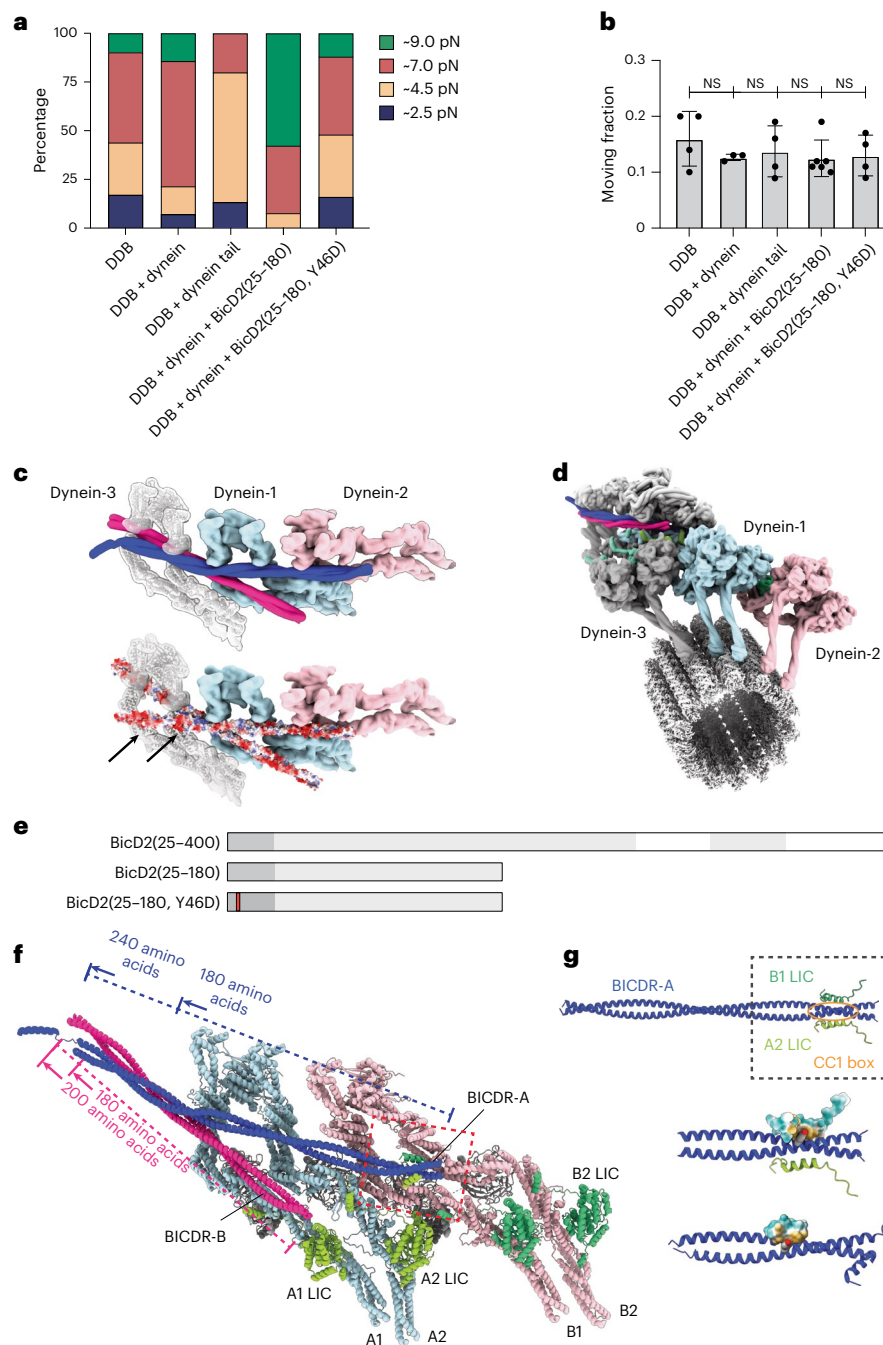 a
100
75
50
25
0
Percentage
~9.0 pN
~7.0 pN
~4.5 pN
~2.5 pN
DDB
DDB + dynein
DDB + dynein tail
DDB + dynein + BicD2(25–180)
DDB + dynein + BicD2(25–180, Y46D)
b
0.3
0.2
0.1
0
Moving fraction
NS NS NS NS
DDB
DDB + dynein
DDB + dynein tail
DDB + dynein + BicD2(25–180)
DDB + dynein + BicD2(25–180, Y46D)
c
Dynein-3 Dynein-1 Dynein-2
d
Dynein-1
Dynein-3
Dynein-2
e
BicD2(25–400)
BicD2(25–180)
BicD2(25–180, Y46D)
f
240 amino
acids
180 amino
acids
180 amino acids
200 amino
acids
BICDR-A
BICDR-B
B2 LIC
A1 LIC
A2 LIC
A1
A2
B1
B2
g
BICDR-A
B1 LIC
A2 LIC
CC1 box